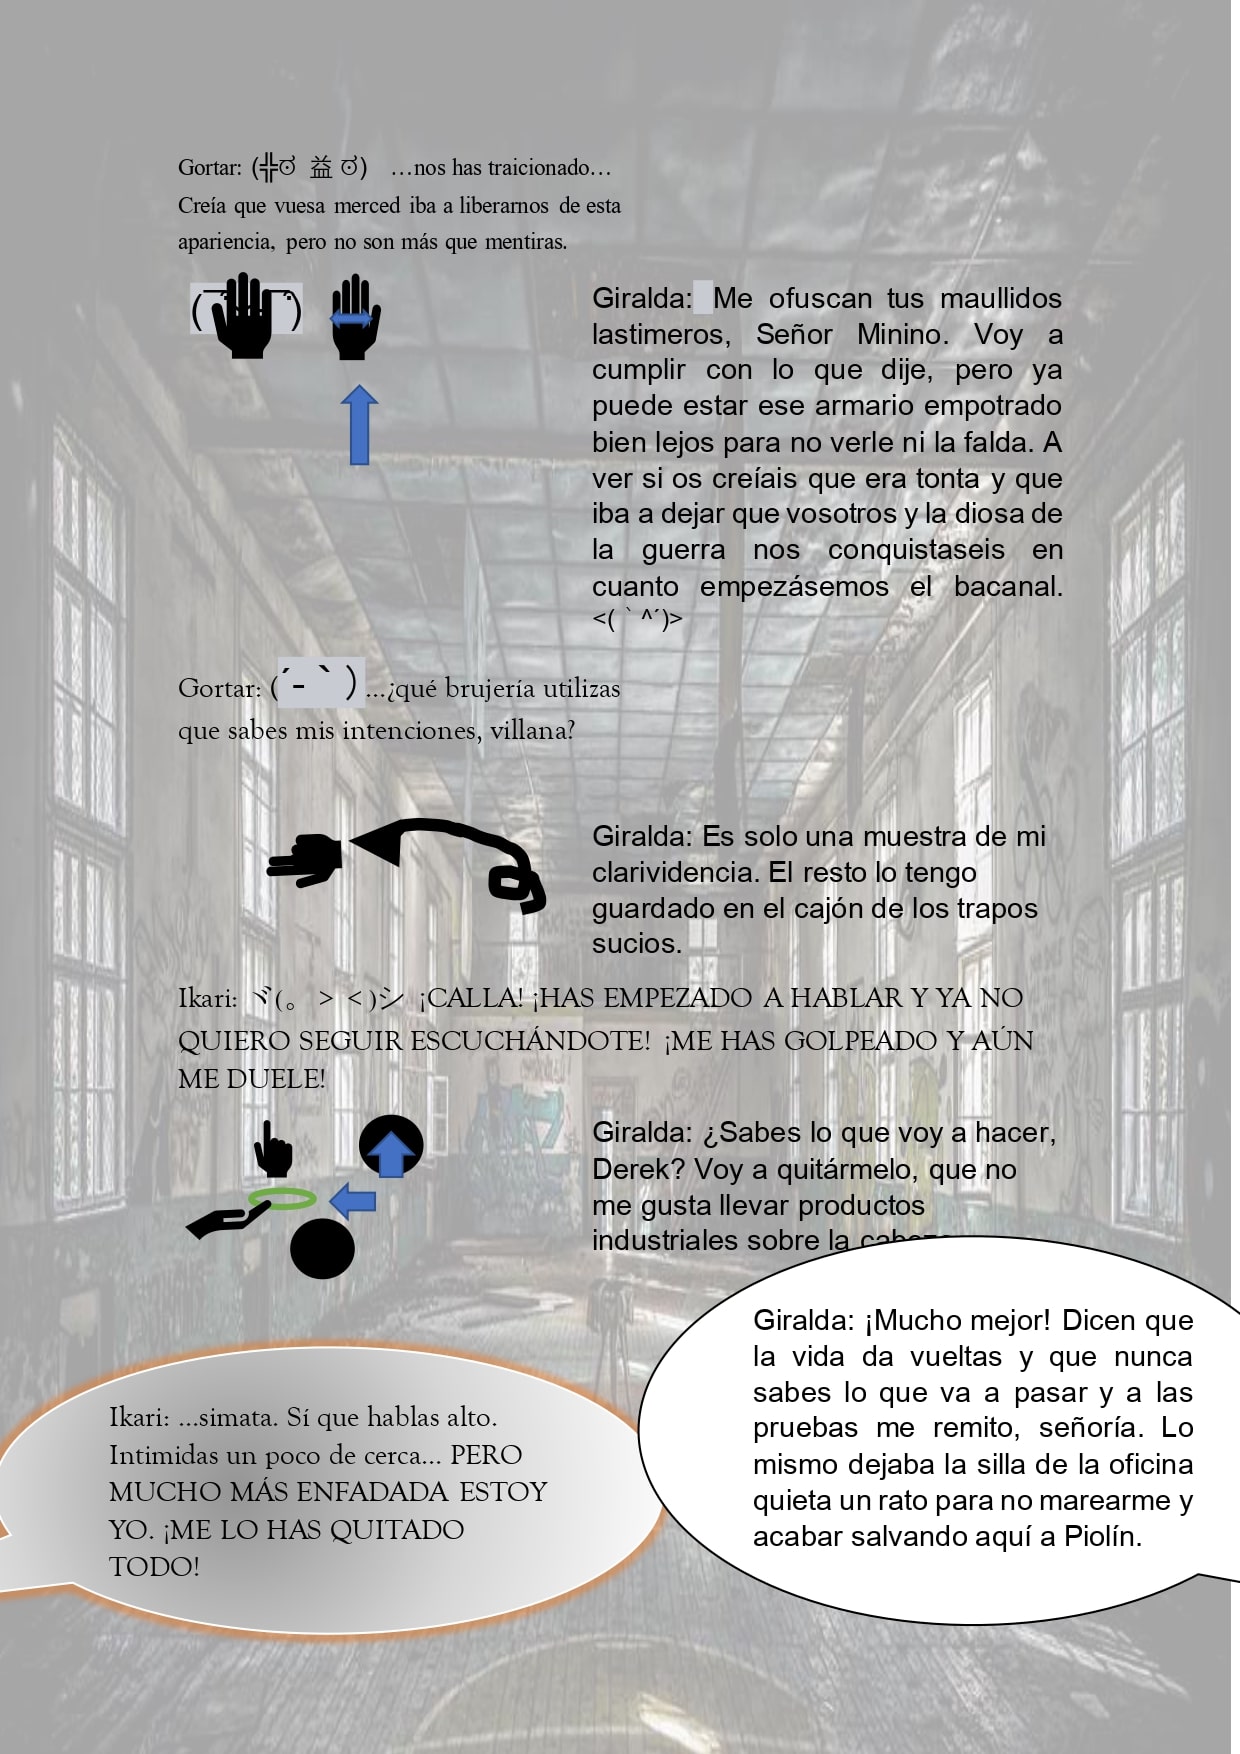 Gortar: (╬ಠ 益 ಠ) …nos has traicionado…
Creía que vuesa merced iba a liberarnos de esta
apariencia, pero no son más que mentiras.
Giralda: Me ofuscan tus maullidos
lastimeros, Señor Minino. Voy a
cumplir con lo que dije, pero ya
puede estar ese armario empotrado
bien lejos para no verle ni la falda. A
ver si os creíais que era tonta y que
iba a dejar que vosotros y la diosa de
la guerra nos conquistaseis en
cuanto empezásemos el bacanal.
<( ` ^´)>
Gortar: (´- ` ) …¿qué brujería utilizas
que sabes mis intenciones, villana?
Giralda: Es solo una muestra de mi
clarividencia. El resto lo tengo
guardado en el cajón de los trapos
sucios.
Ikari: ヾ(。 > < )シ ¡CALLA! ¡HAS EMPEZADO A HABLAR Y YA NO
QUIERO SEGUIR ESCUCHÁNDOTE! ¡ME HAS GOLPEADO Y AÚN
ME DUELE!
Giralda: ¿Sabes lo que voy a hacer,
Derek? Voy a quitármelo, que no
me gusta llevar productos
industriales sobre la
Giralda: ¡Mucho mejor! Dicen que
la vida da vueltas y que nunca
sabes lo que va a pasar y a las
pruebas me remito, señoría. Lo
mismo dejaba la silla de la oficina
quieta un rato para no marearme y
acabar salvando aquí a Piolín.
Ikari: …simata. Sí que hablas alto.
Intimidas un poco de cerca… PERO
MUCHO MÁS ENFADADA ESTOY
YO. ¡ME LO HAS QUITADO
TODO!